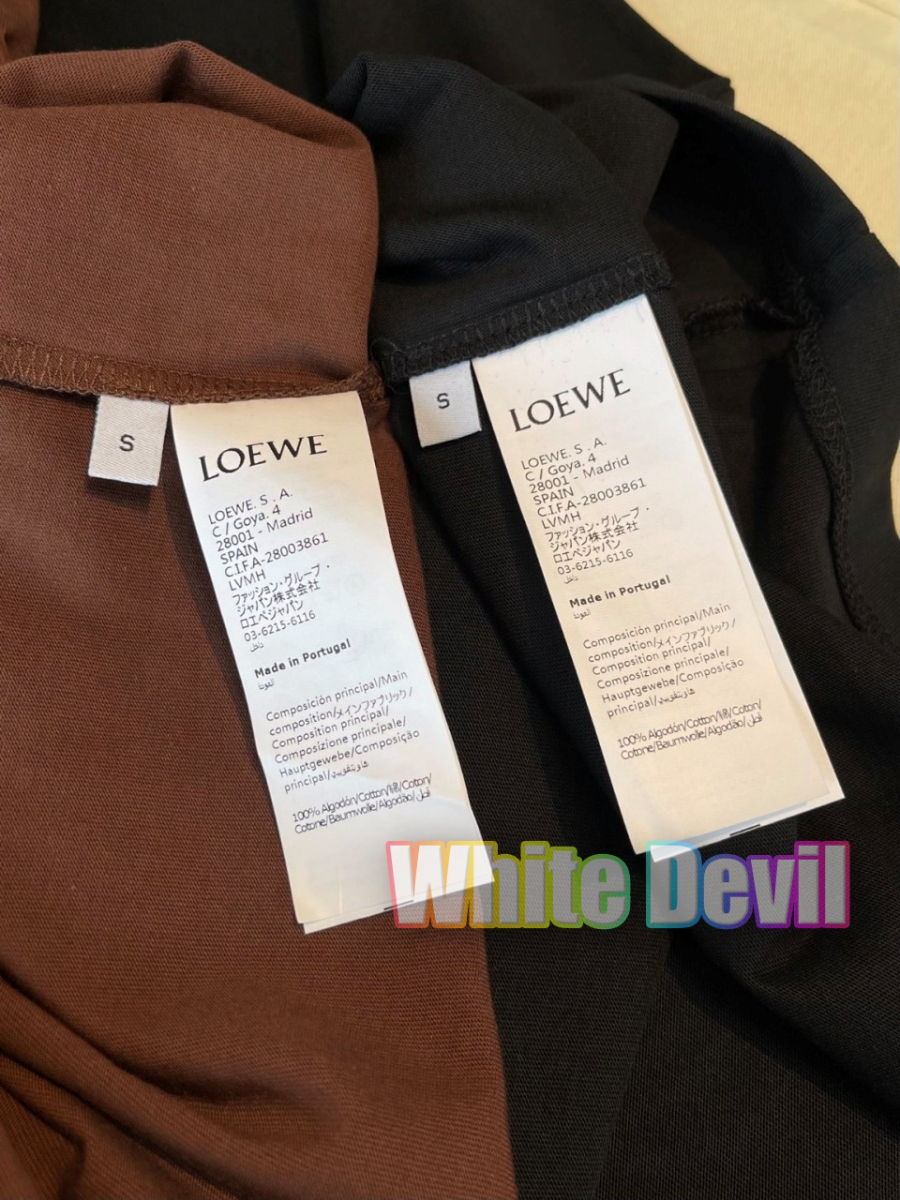 S
LOEWE
LOEWE. S . A.
C / Goya. 4
28001 - Madrid
SPAIN
C.I.F.A-28003861
LVMH
ファッション・グループ・
ジャパン株式会社
ロエベジャパン
03-6215-6116
Made in Portugal
Composición principal/Main
composition/メインファブリック/
Composition principal/
Composizione principale/
Hauptgewebe/Composição
principal/
100% Algodón/Cotton/綿/Coton/
Cotone/Baumwolle/Algodão/
S
LOEWE
LOEWE. S . A.
C / Goya. 4
28001 - Madrid
SPAIN
C.I.F.A-28003861
LVMH
ファッション・グループ・
ジャパン株式会社
ロエベジャパン
03-6215-6116
Made in Portugal
Composición principal/Main
composition/メインファブリック/
Composition principal/
Composizione principale/
Hauptgewebe/Composição
principal/
100% Algodón/Cotton/綿/Coton/
Cotone/Baumwolle/Algodão/
White Devil